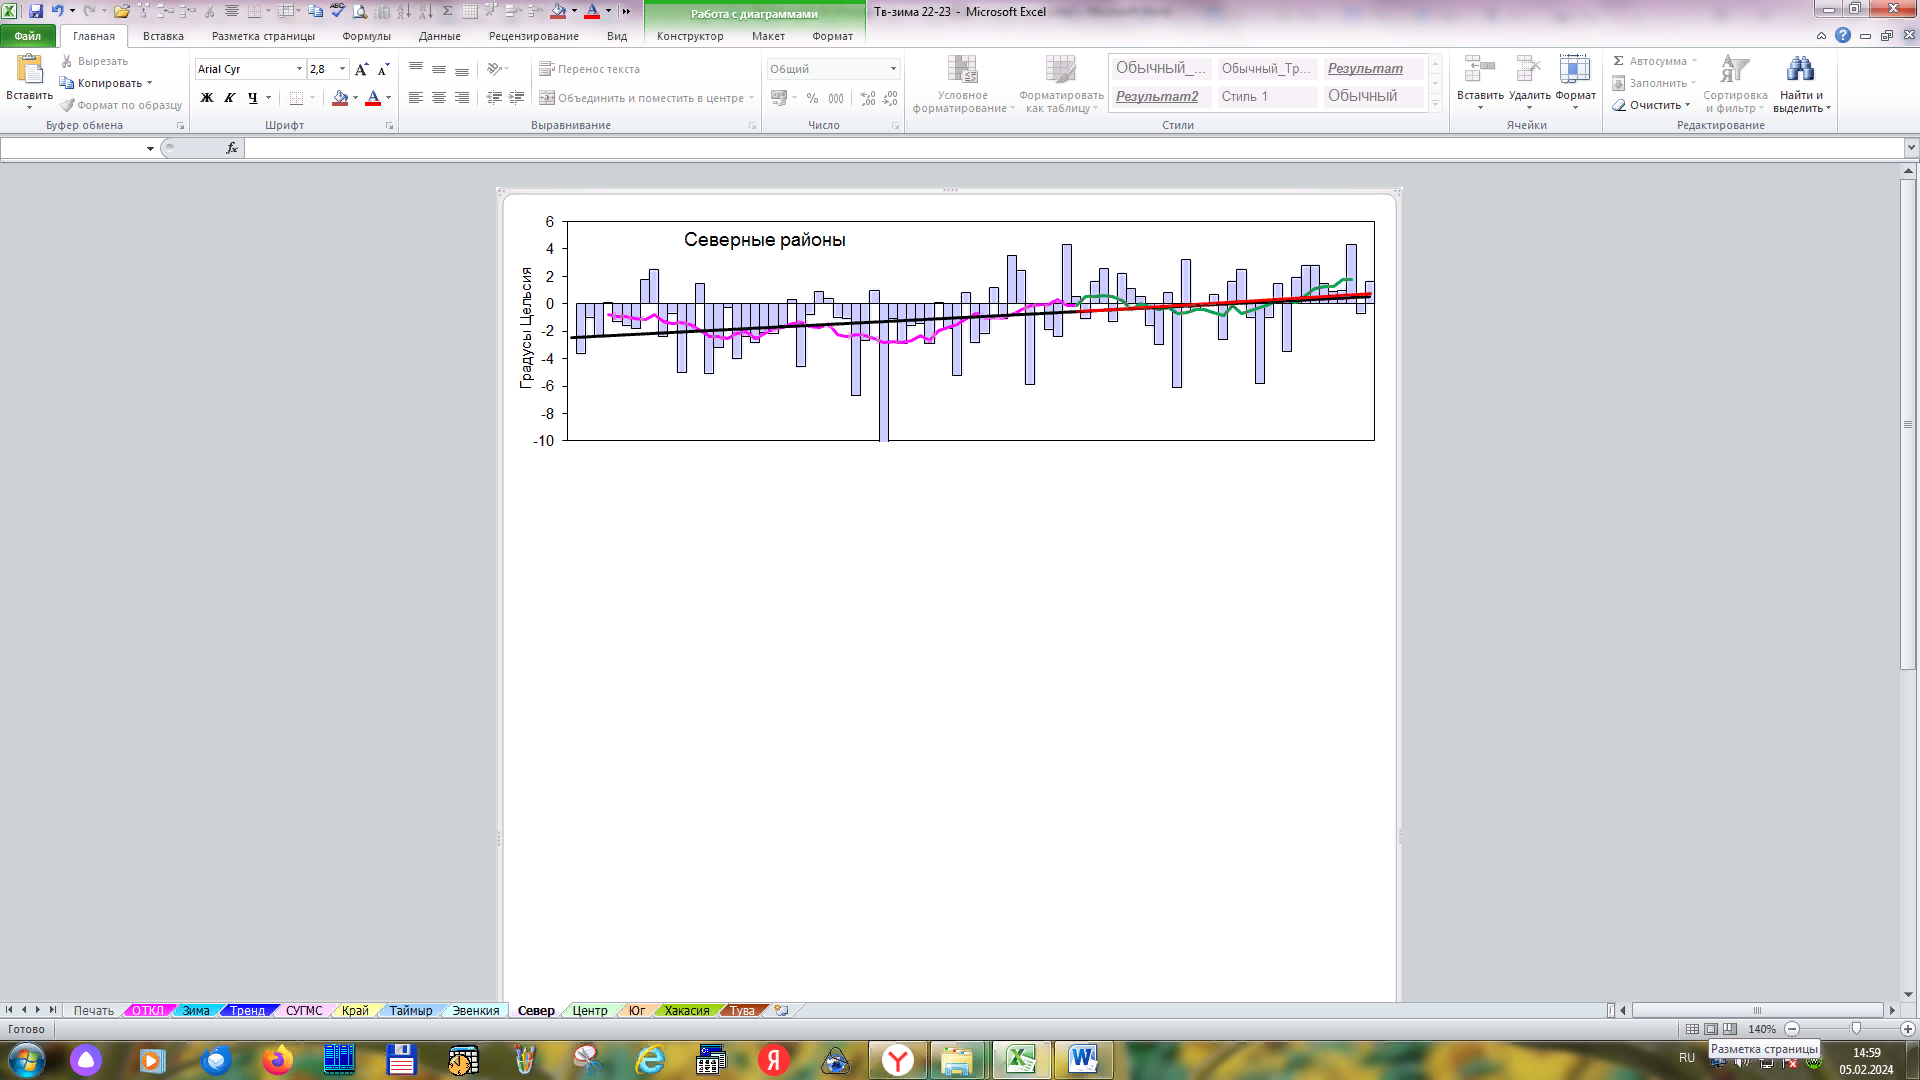 Работа с диаграммами
Тв-зима 22-23 - Microsoft Excel
Файл Главная Вставка Разметка страницы Формулы Данные Рецензирование Вид Конструктор Макет Формат
Вставить
Вырезать
Копировать
Формат по образцу
Буфер обмена
Arial Cyr 2,8
Ж К Ч
Шрифт
Перенос текста
Объединить и поместить в центре
Выравнивание
Общий
% 000
Число
Условное форматирование
Форматировать как таблицу
Обычный_... Обычный_Тр... Результат
Результат2 Стиль 1 Обычный
Стили
Вставить Удалить Формат
Ячейки
Автосумма
Заполнить
Очистить
Сортировка и фильтр
Найти и выделить
Редактирование
fx
Северные районы
Градусы Цельсия
6
4
2
0
-2
-4
-6
-8
-10
Печать ОТКЛ Зима Тренд СУГМС Край Таймыр Эвенкия Север Центр Юг Хакасия Тува
Готово
140%
Разметка страницы
RU
14:59
05.02.2024